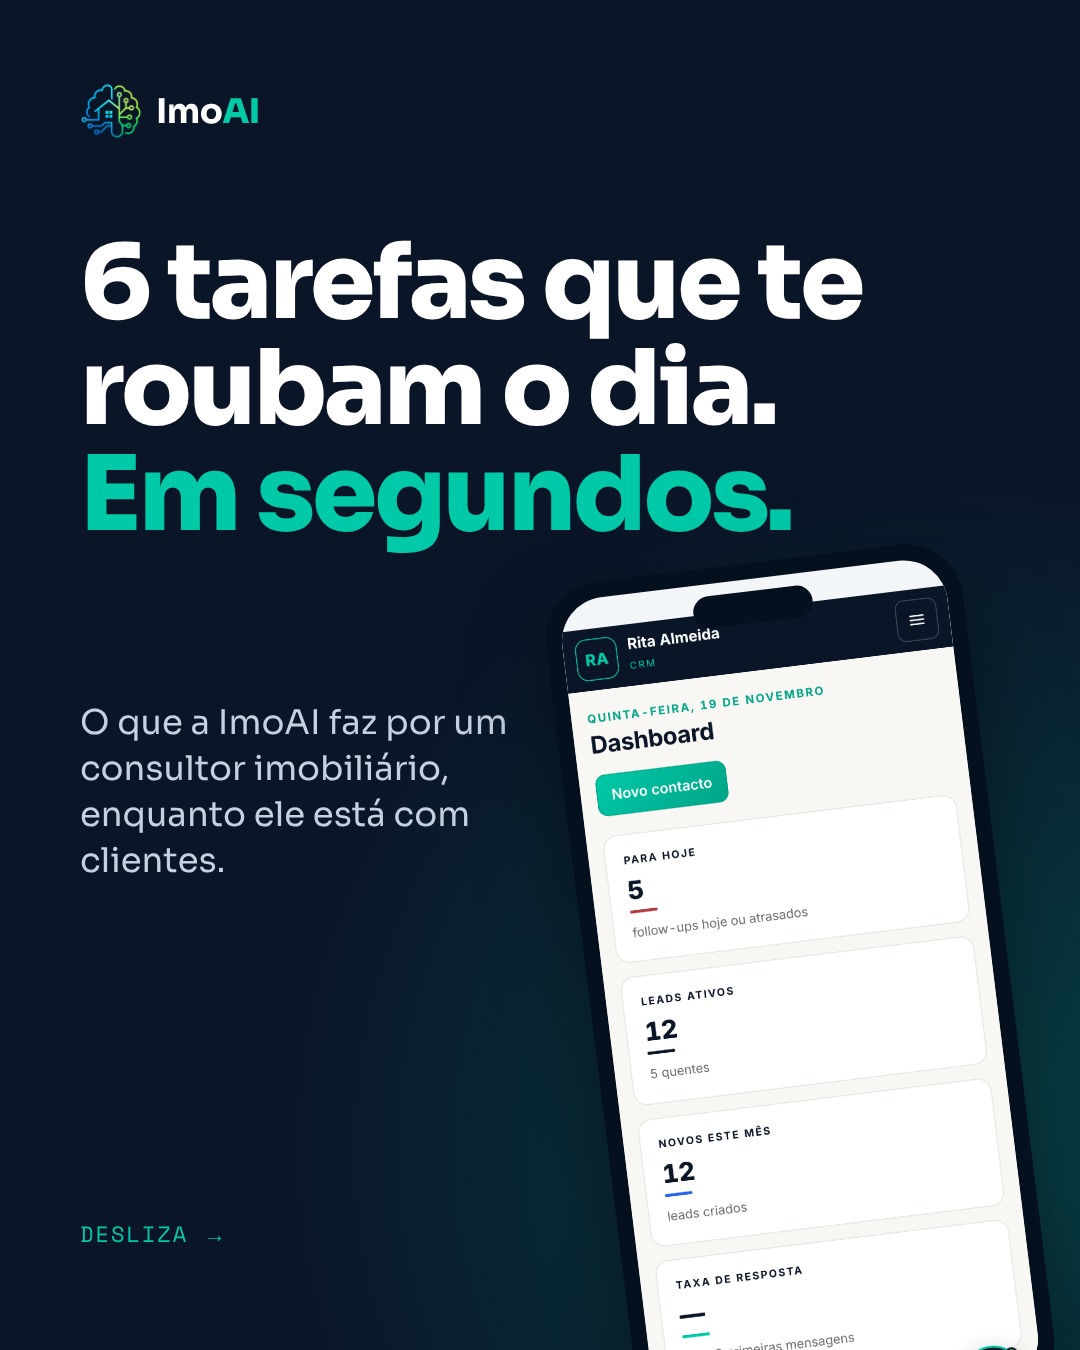 ImoAI
6 tarefas que te
roubam o dia.
Em segundos.
O que a ImoAI faz por um
consultor imobiliário,
enquanto ele está com
clientes.
DESLIZA →
RA
Rita Almeida
CRM
QUINTA-FEIRA, 19 DE NOVEMBRO
Dashboard
Novo contacto
PARA HOJE
5
follow-ups hoje ou atrasados
LEADS ATIVOS
12
5 quentes
NOVOS ESTE MÊS
12
leads criados
TAXA DE RESPOSTA
—
primeiras mensagens